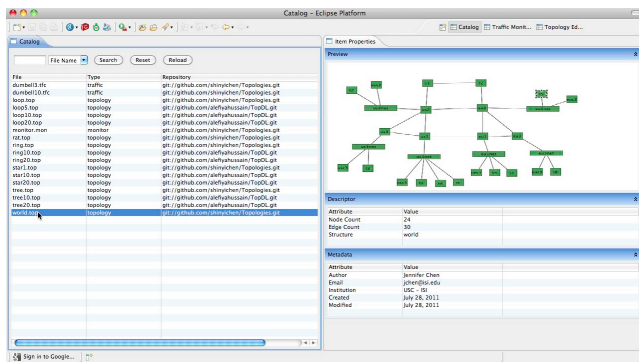 Catalog - Eclipse Platform
Catalog Traffic Monit... Topology Ed...
Catalog
File Name Search Reset Reload
File Type Repository
dumbell3.tfc traffic git://github.com/shinyichen/Topologies.git
dumbell10.tfc traffic git://github.com/shinyichen/Topologies.git
loop.top topology git://github.com/shinyichen/Topologies.git
loop5.top topology git://github.com/alefiyahussain/TopDL.git
loop10.top topology git://github.com/alefiyahussain/TopDL.git
loop20.top topology git://github.com/alefiyahussain/TopDL.git
monitor.mon monitor git://github.com/shinyichen/Topologies.git
rat.top topology git://github.com/shinyichen/Topologies.git
ring.top topology git://github.com/shinyichen/Topologies.git
ring10.top topology git://github.com/alefiyahussain/TopDL.git
ring20.top topology git://github.com/alefiyahussain/TopDL.git
star1.top topology git://github.com/shinyichen/Topologies.git
star10.top topology git://github.com/alefiyahussain/TopDL.git
star20.top topology git://github.com/alefiyahussain/TopDL.git
tree.top topology git://github.com/shinyichen/Topologies.git
tree10.top topology git://github.com/alefiyahussain/TopDL.git
tree20.top topology git://github.com/alefiyahussain/TopDL.git
world.top topology git://github.com/shinyichen/Topologies.git
Sign in to Google...
Item Properties
Preview
Descriptor
Attribute Value
Node Count 24
Edge Count 30
Structure world
Metadata
Attribute Value
Author Jennifer Chen
Email jchen@isi.edu
Institution USC - ISI
Created July 28, 2011
Modified July 28, 2011